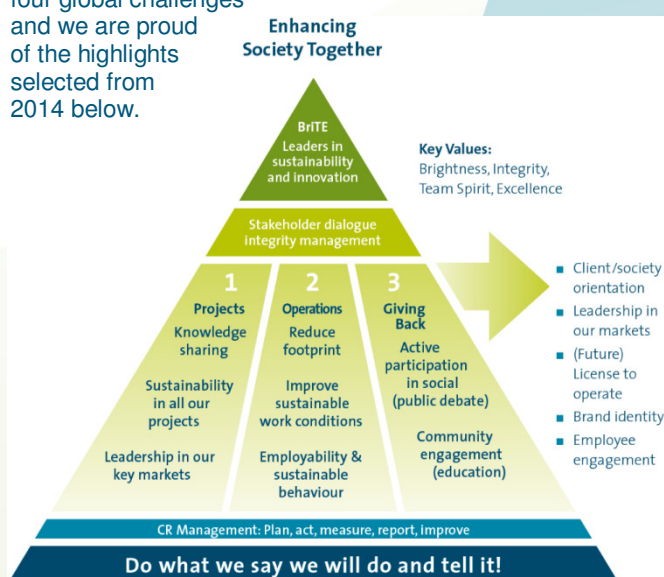 four global challenges
and we are proud
of the highlights
selected from
2014 below.
Enhancing
Society Together
BriTE
Leaders in
sustainability
and innovation
Key Values:
Brightness, Integrity,
Team Spirit, Excellence
Stakeholder dialogue
integrity management
1
Projects
Knowledge
sharing
Sustainability
in all our
projects
Leadership in our
key markets
2
Operations
Reduce
footprint
Improve
sustainable
work conditions
Employability &
sustainable
behaviour
3
Giving
Back
Active
participation
in social
(public debate)
Community
engagement
(education)
■ Client/society
orientation
■ Leadership in
our markets
■ (Future)
License to
operate
■ Brand identity
■ Employee
engagement
CR Management: Plan, act, measure, report, improve
Do what we say we will do and tell it!